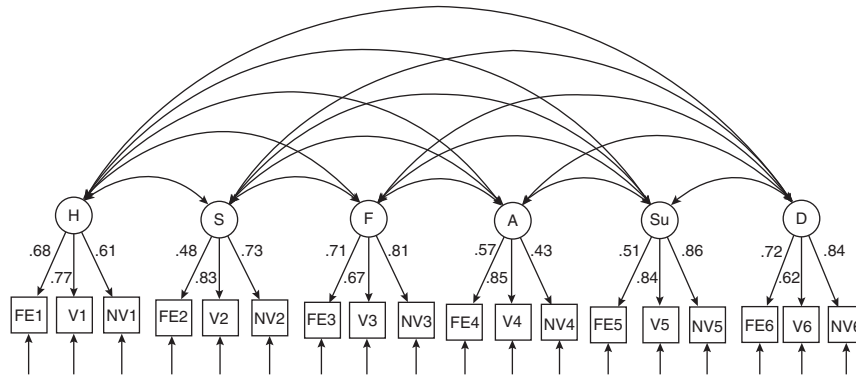 H S F A Su D
.68 .61 .48 .73 .71 .81 .57 .43 .51 .86 .72 .84
.77 .83 .67 .85 .84 .62
FE1 V1 NV1 FE2 V2 NV2 FE3 V3 NV3 FE4 V4 NV4 FE5 V5 NV5 FE6 V6 NV6